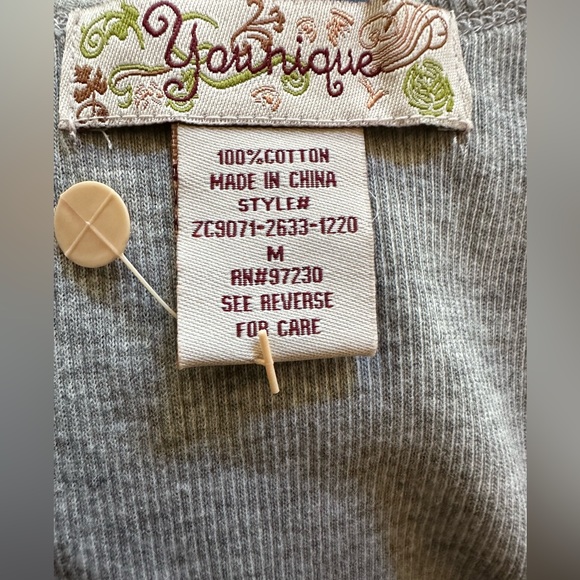 Younique
100%COTTON
MADE IN CHINA
STYLE#
ZC9071-2633-1220
M
RN#97230
SEE REVERSE
FOR CARE